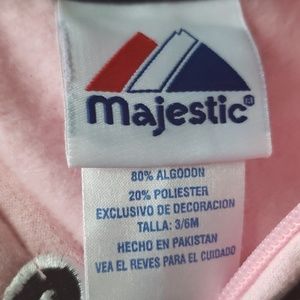 majestic
80% ALGODON
20% POLIESTER
EXCLUSIVO DE DECORACION
TALLA: 3/6M
HECHO EN PAKISTAN
VEA EL REVES PARA EL CUIDADO